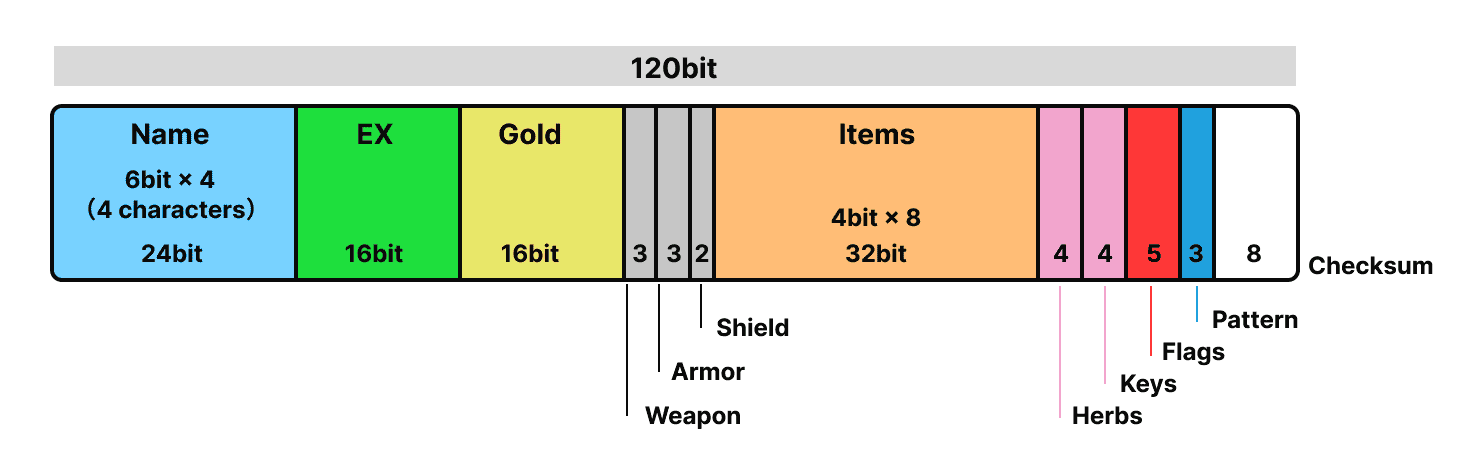 120bit
Name
6bit × 4
（4 characters）
24bit
EX
16bit
Gold
16bit
3
3
2
Items
4bit × 8
32bit
4
4
5
3
8
Checksum
Shield
Armor
Weapon
Pattern
Flags
Keys
Herbs